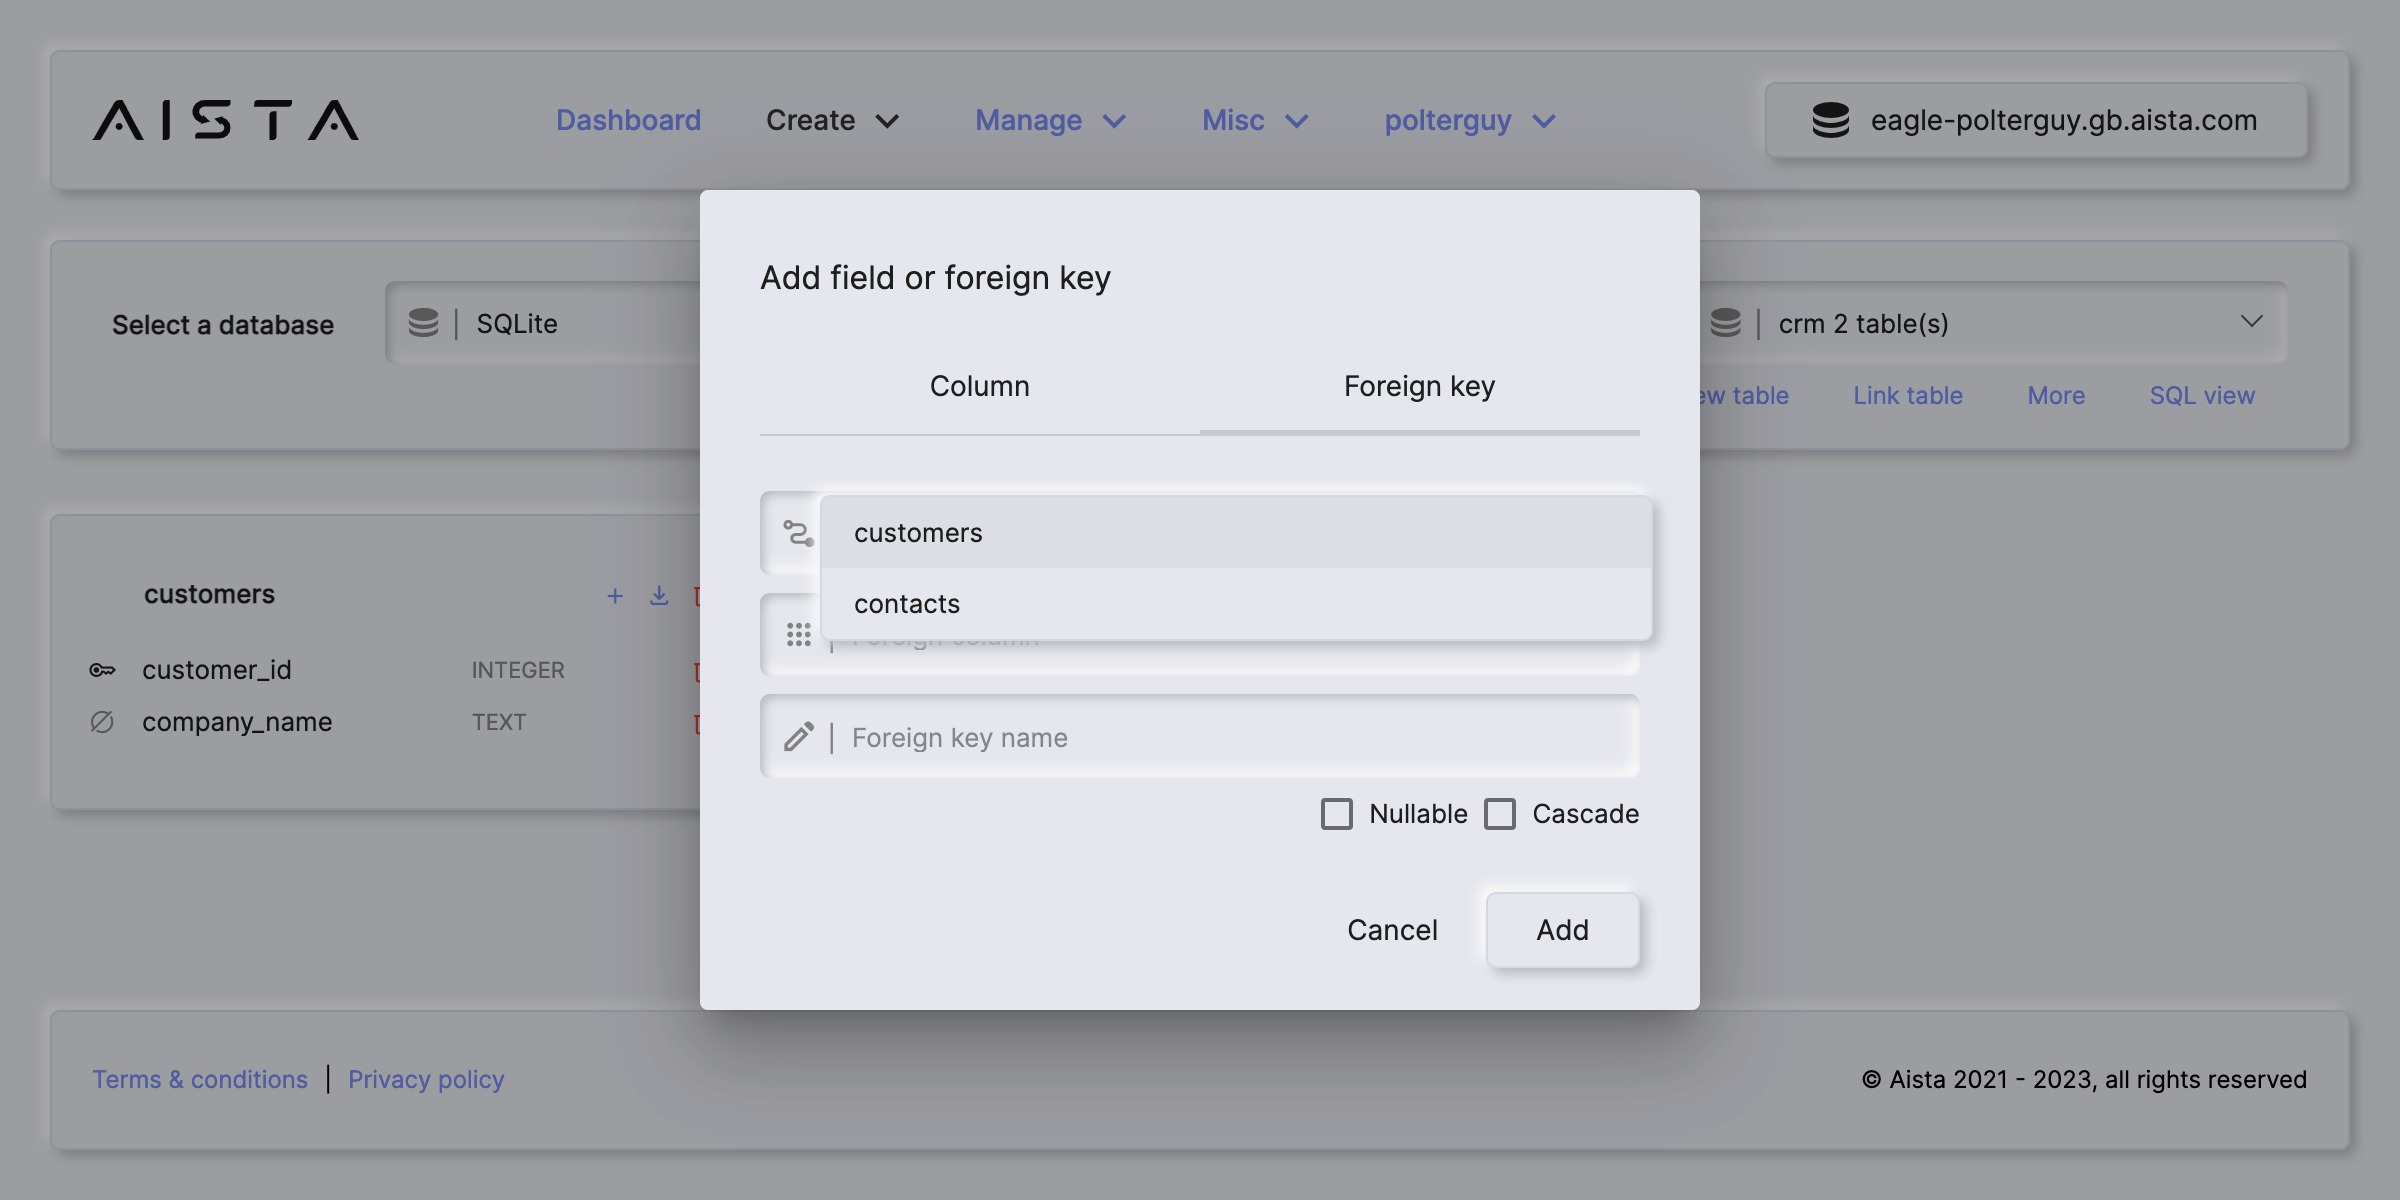 AISTA
Dashboard
Create
Manage
Misc
polterguy
eagle-polterguy.gb.aista.com
Select a database
SQLite
crm 2 table(s)
table
Link table
More
SQL view
Add field or foreign key
Column
Foreign key
customers
contacts
Foreign column
Foreign key name
Nullable
Cascade
Cancel
Add
customers
customer_id INTEGER
company_name TEXT
Terms & conditions | Privacy policy
© Aista 2021 - 2023, all rights reserved